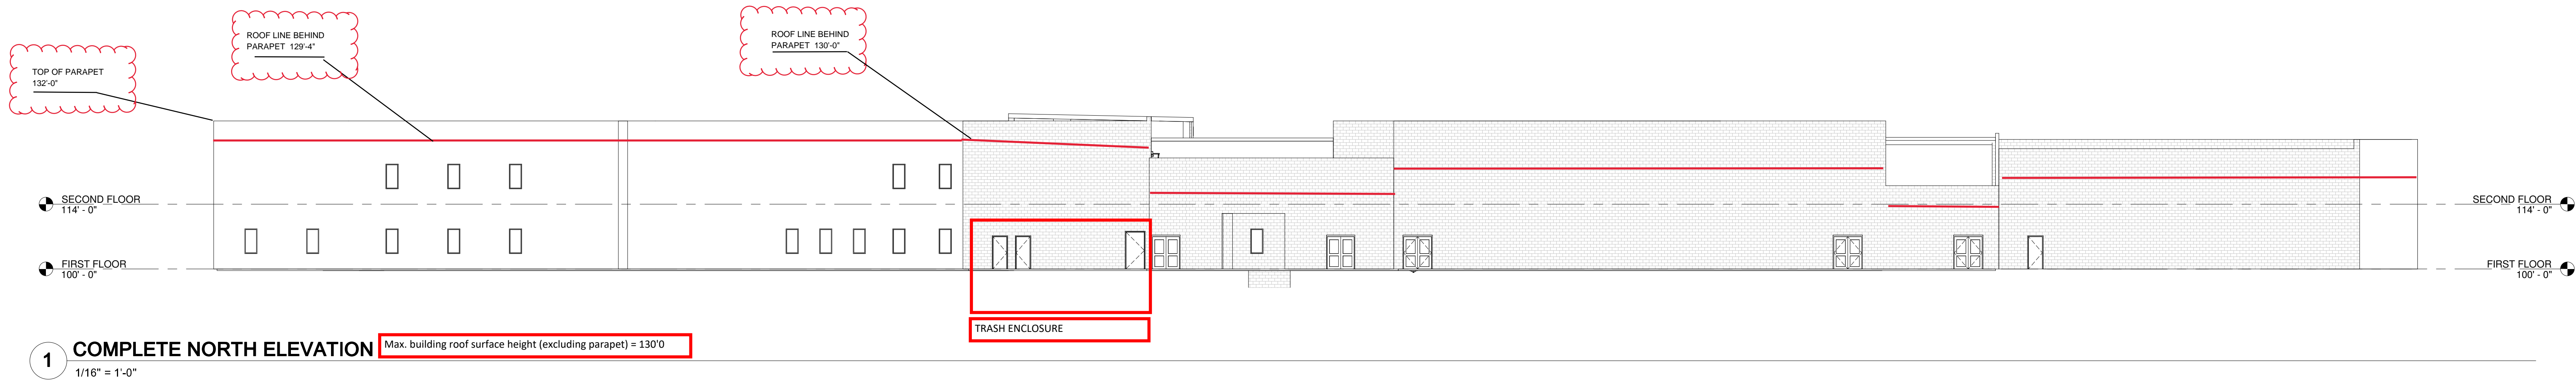 ROOF LINE BEHIND
PARAPET 129'-4"
ROOF LINE BEHIND
PARAPET 130'-0"
TOP OF PARAPET
132'-0"
SECOND FLOOR
114' - 0"
SECOND FLOOR
114' - 0"
FIRST FLOOR
100' - 0"
FIRST FLOOR
100' - 0"
TRASH ENCLOSURE
1
COMPLETE NORTH ELEVATION
Max. building roof surface height (excluding parapet) = 130'0
1/16" = 1'-0"